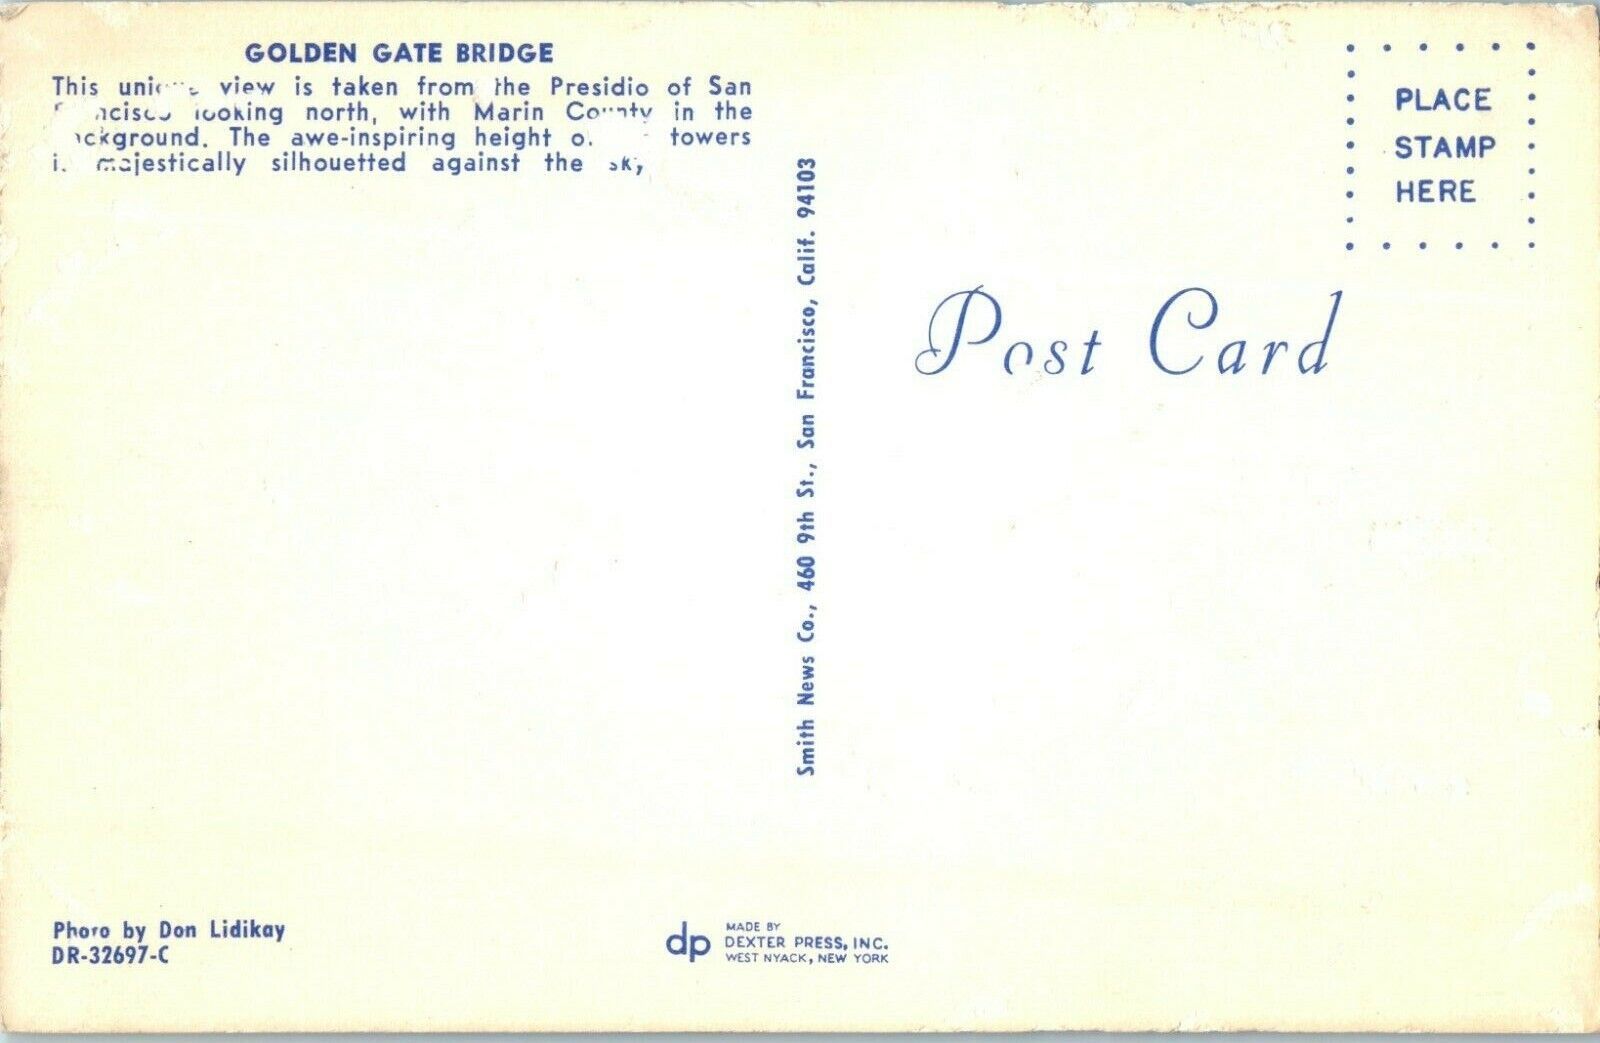 GOLDEN GATE BRIDGE
This view is taken from the Presidio of San
looking north, with Marin County in the
The awe-inspiring height towers
majestically silhouetted against the
Photo by Don Lidikay
DR-32697-C
Smith News Co., 460 9th St., San Francisco, Calif. 94103
dp
MADE BY
DEXTER PRESS, INC.
WEST NYACK, NEW YORK
PLACE
STAMP
HERE
Post Card